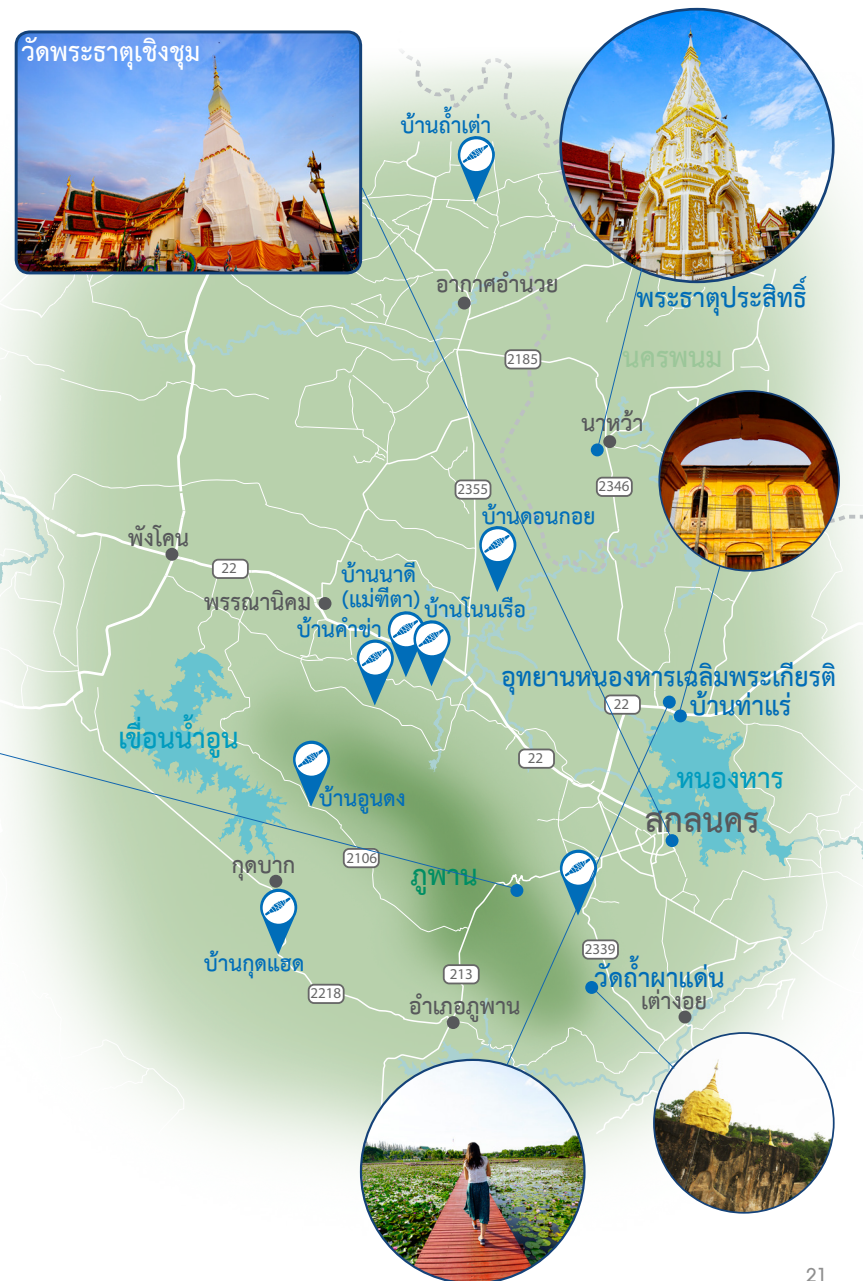 วัดพระธาตุเชิงชุม
บ้านถ้ำเต่า
อากาศอำนวย
พระธาตุประสิทธิ์
2185
นครพนม
นาหว้า
2355
2346
บ้านดอนกอย
พังโคน
22
บ้านนาดี
(แม่ฑีตา)
พรรณานิคม
บ้านโนนเรือ
บ้านคำข่า
อุทยานหนองหารเฉลิมพระเกียรติ
22
บ้านท่าแร่
เขื่อนน้ำอูน
22
หนองหาร
บ้านอูนดง
สกลนคร
2106
กุดบาก
ภูพาน
2339
บ้านกุดแฮด
213
วัดถ้ำผาแด่น
2218
อำเภอภูพาน
เต่างอย
21